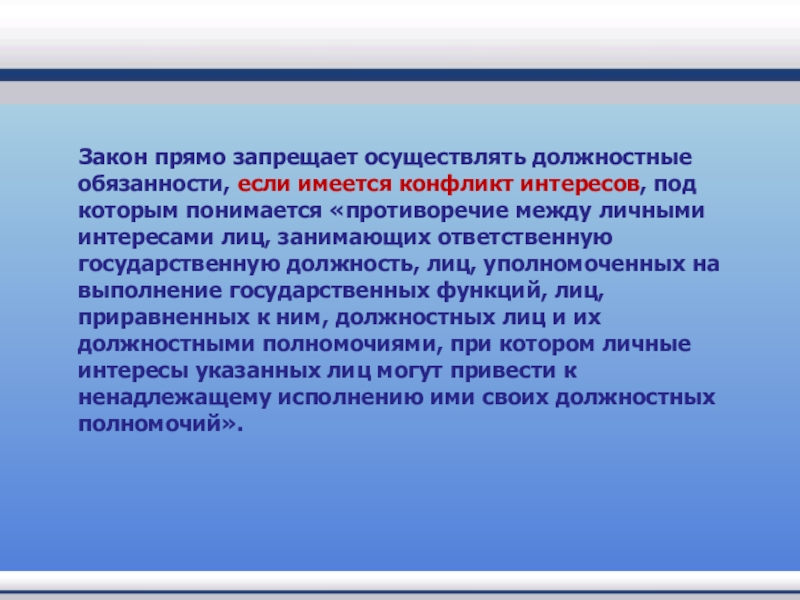 Закон прямо запрещает осуществлять должностные
обязанности, если имеется конфликт интересов, под
которым понимается «противоречие между личными
интересами лиц, занимающих ответственную
государственную должность, лиц, уполномоченных на
выполнение государственных функций, лиц,
приравненных к ним, должностных лиц и их
должностными полномочиями, при котором личные
интересы указанных лиц могут привести к
ненадлежащему исполнению ими своих должностных
полномочий».